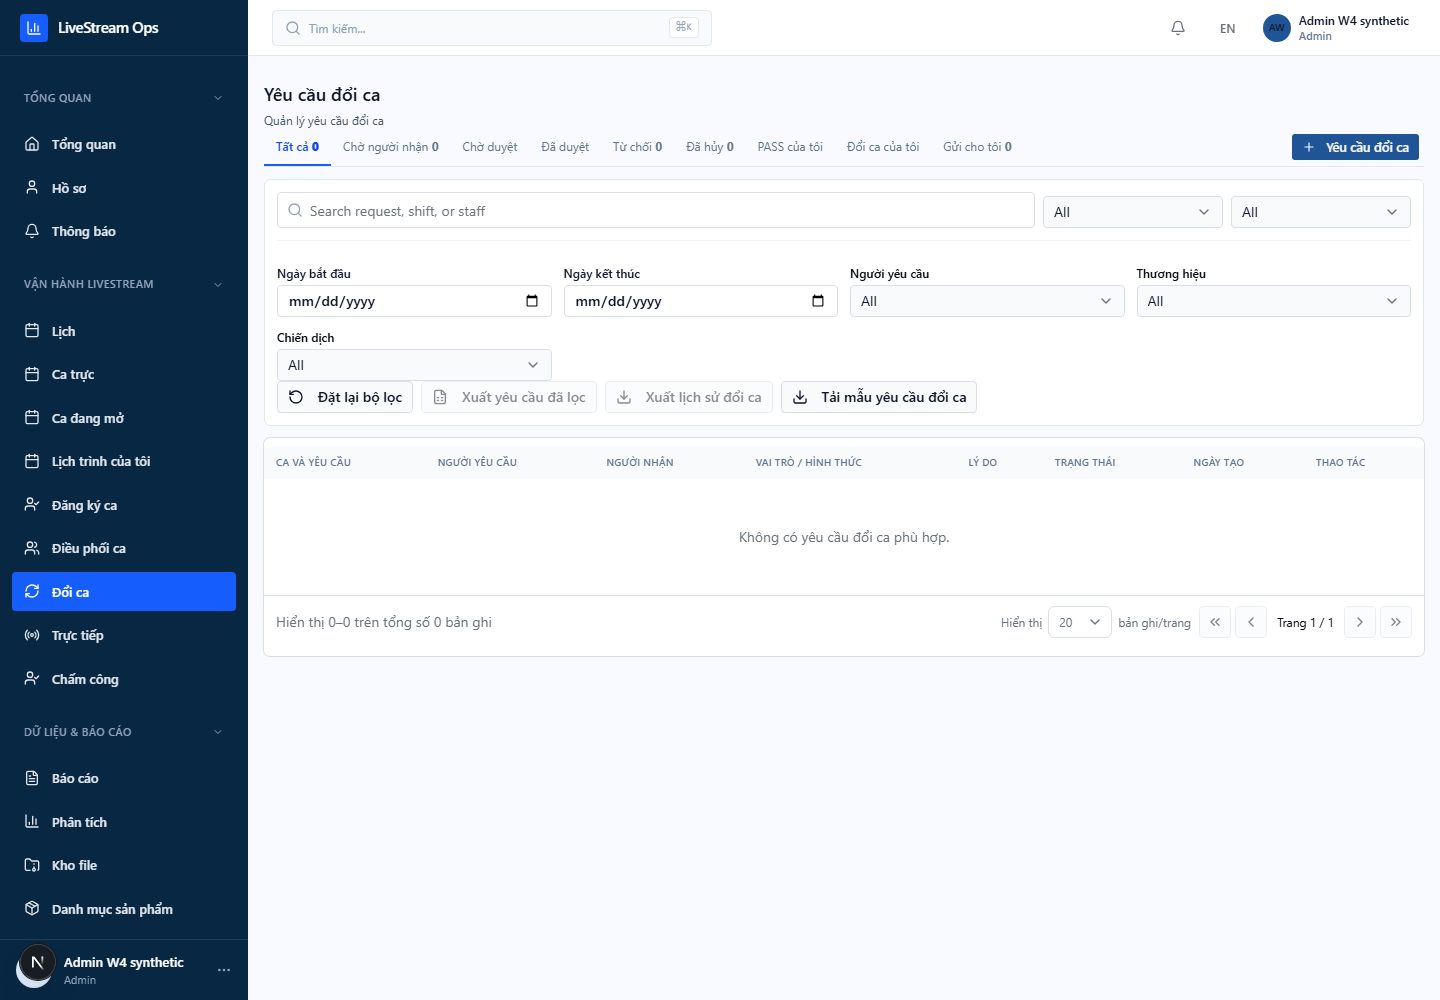 LiveStream Ops
Tìm kiếm...
⌘K
EN
AW
Admin W4 synthetic
Admin
TỔNG QUAN
Tổng quan
Hồ sơ
Thông báo
VẬN HÀNH LIVESTREAM
Lịch
Ca trực
Ca đang mở
Lịch trình của tôi
Đăng ký ca
Điều phối ca
Đổi ca
Trực tiếp
Chấm công
DỮ LIỆU & BÁO CÁO
Báo cáo
Phân tích
Kho file
Danh mục sản phẩm
N
Admin W4 synthetic
Admin
Yêu cầu đổi ca
Quản lý yêu cầu đổi ca
Tất cả 0 Chờ người nhận 0 Chờ duyệt Đã duyệt Từ chối 0 Đã hủy 0 PASS của tôi Đổi ca của tôi Gửi cho tôi 0
Yêu cầu đổi ca
Search request, shift, or staff All All
Ngày bắt đầu Ngày kết thúc Người yêu cầu Thương hiệu
mm/dd/yyyy mm/dd/yyyy All All
Chiến dịch
All
Đặt lại bộ lọc Xuất yêu cầu đã lọc Xuất lịch sử đổi ca Tải mẫu yêu cầu đổi ca
CA VÀ YÊU CẦU NGƯỜI YÊU CẦU NGƯỜI NHẬN VAI TRÒ / HÌNH THỨC LÝ DO TRẠNG THÁI NGÀY TẠO THAO TÁC
Không có yêu cầu đổi ca phù hợp.
Hiển thị 0–0 trên tổng số 0 bản ghi Hiển thị 20 bản ghi/trang Trang 1 / 1